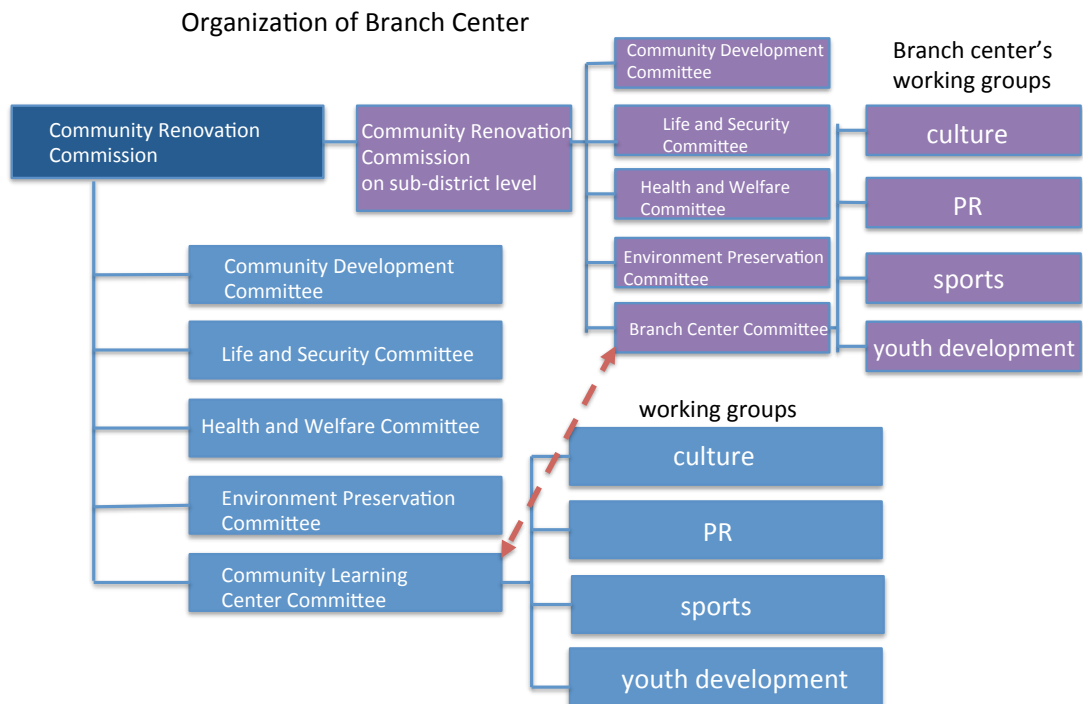 Organization of Branch Center
Community Renovation
Commission
Community Renovation
Commission
on sub-district level
Community Development
Committee
Life and Security
Committee
Health and Welfare
Committee
Environment Preservation
Committee
Branch Center Committee
Branch center’s
working groups
culture
PR
sports
youth development
Community Development
Committee
Life and Security Committee
Health and Welfare Committee
Environment Preservation
Committee
Community Learning
Center Committee
working groups
culture
PR
sports
youth development